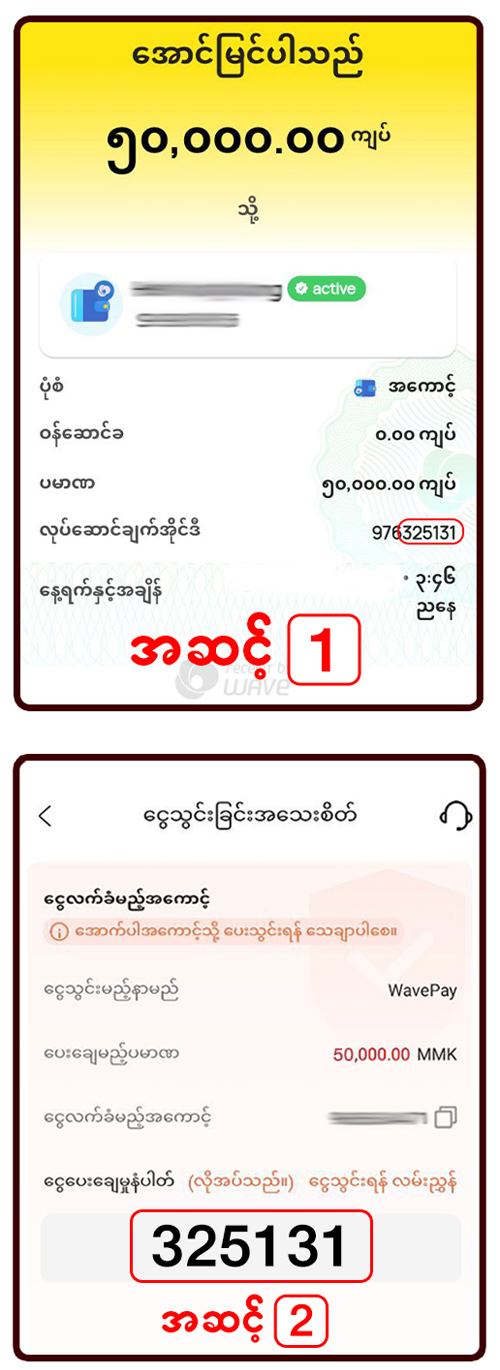 အောင်မြင်ပါသည်
၅၀,၀၀၀.၀၀ ကျပ်
သို့
active
ပုံစံ အကောင့်
ဝန်ဆောင်ခ ၀.၀၀ ကျပ်
ပမာဏ ၅၀,၀၀၀.၀၀ ကျပ်
လုပ်ဆောင်ချက်အိုင်ဒီ 976325131
နေ့ရက်နှင့်အချိန် • ၃:၄၆
ညနေ
အဆင့် 1
receipt by
WAVE
ငွေသွင်းခြင်းအသေးစိတ်
ငွေလက်ခံမည့်အကောင့်
အောက်ပါအကောင့်သို့ ပေးသွင်းရန် သေချာပါစေ။
ငွေသွင်းမည့်နာမည် WavePay
ပေးချေမည့်ပမာဏ 50,000.00 MMK
ငွေလက်ခံမည့်အကောင့်
ငွေပေးချေမှုနံပါတ် (လိုအပ်သည်။) ငွေသွင်းရန် လမ်းညွှန်
325131
အဆင့် 2